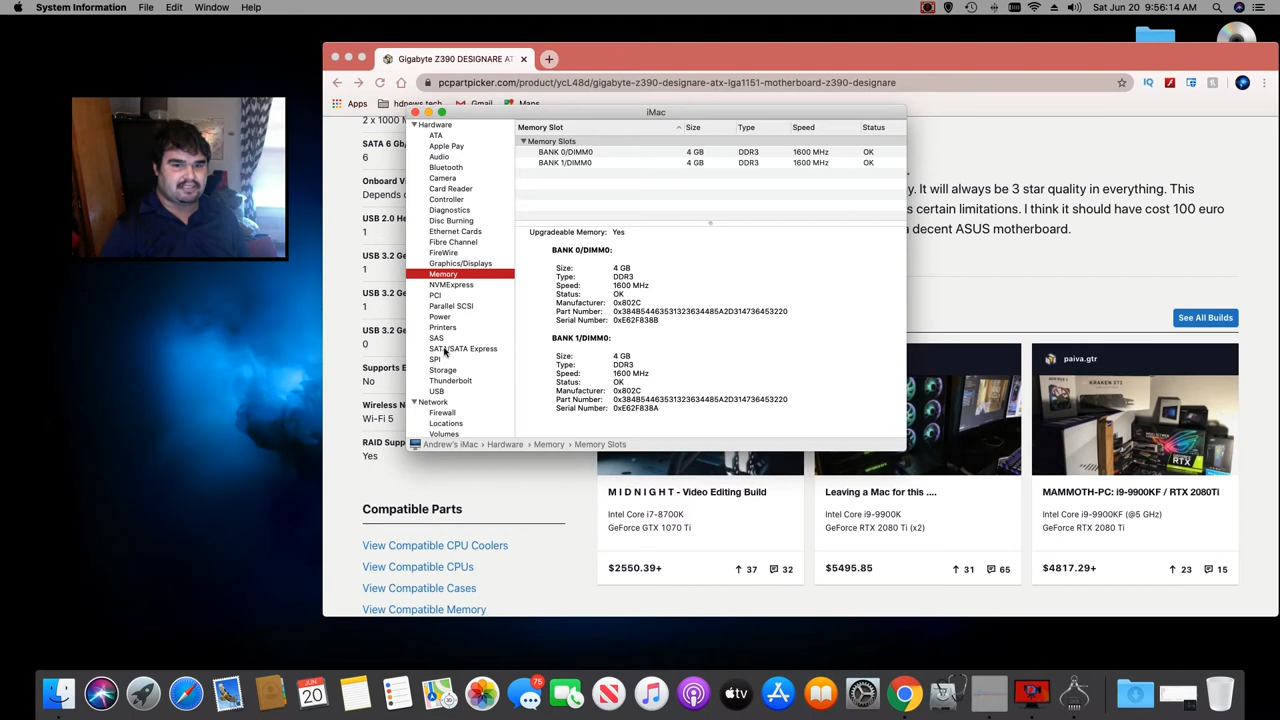 System Information File Edit Window Help
Sat Jun 20 9:56:14 AM
Gigabyte Z390 DESIGNARE AT
pcpartpicker.com/product/ycL48d/gigabyte-z390-designare-atx-lga1151-motherboard-z390-designare
Apps hdnews.tech Gmail Maps
iMac
Hardware
ATA
Apple Pay
Audio
Bluetooth
Camera
Card Reader
Controller
Diagnostics
Disc Burning
Ethernet Cards
Fibre Channel
FireWire
Graphics/Displays
Memory
NVMExpress
PCI
Parallel SCSI
Power
Printers
SAS
SATA/SATA Express
SPI
Storage
Thunderbolt
USB
Network
Firewall
Locations
Volumes
Memory Slot Size Type Speed Status
Memory Slots
BANK 0/DIMM0 4 GB DDR3 1600 MHz OK
BANK 1/DIMM0 4 GB DDR3 1600 MHz OK
Upgradeable Memory: Yes
BANK 0/DIMM0:
Size: 4 GB
Type: DDR3
Speed: 1600 MHz
Status: OK
Manufacturer: 0x802C
Part Number: 0x384B54463531323634485A2D314736453220
Serial Number: 0xE62F838B
BANK 1/DIMM0:
Size: 4 GB
Type: DDR3
Speed: 1600 MHz
Status: OK
Manufacturer: 0x802C
Part Number: 0x384B54463531323634485A2D314736453220
Serial Number: 0xE62F838A
Andrew's iMac › Hardware › Memory › Memory Slots
2 x 1000 M
SATA 6 Gb/
6
Onboard Vi
Depends o
USB 2.0 He
1
USB 3.2 Ge
1
USB 3.2 Ge
1
USB 3.2 Ge
0
Supports E
No
Wireless N
Wi-Fi 5
RAID Supp
Yes
Compatible Parts
View Compatible CPU Coolers
View Compatible CPUs
View Compatible Cases
View Compatible Memory
y. It will always be 3 star quality in everything. This
s certain limitations. I think it should have cost 100 euro
a decent ASUS motherboard.
See All Builds
M I D N I G H T - Video Editing Build
Intel Core i7-8700K
GeForce GTX 1070 Ti
$2550.39+ 37 32
Leaving a Mac for this ....
Intel Core i9-9900K
GeForce RTX 2080 Ti (x2)
$5495.85 31 65
paiva.gtr
KRAKEN X72
RTX
MAMMOTH-PC: i9-9900KF / RTX 2080Ti
Intel Core i9-9900KF (@5 GHz)
GeForce RTX 2080 Ti
$4817.29+ 23 15
JUN
20
75
tv